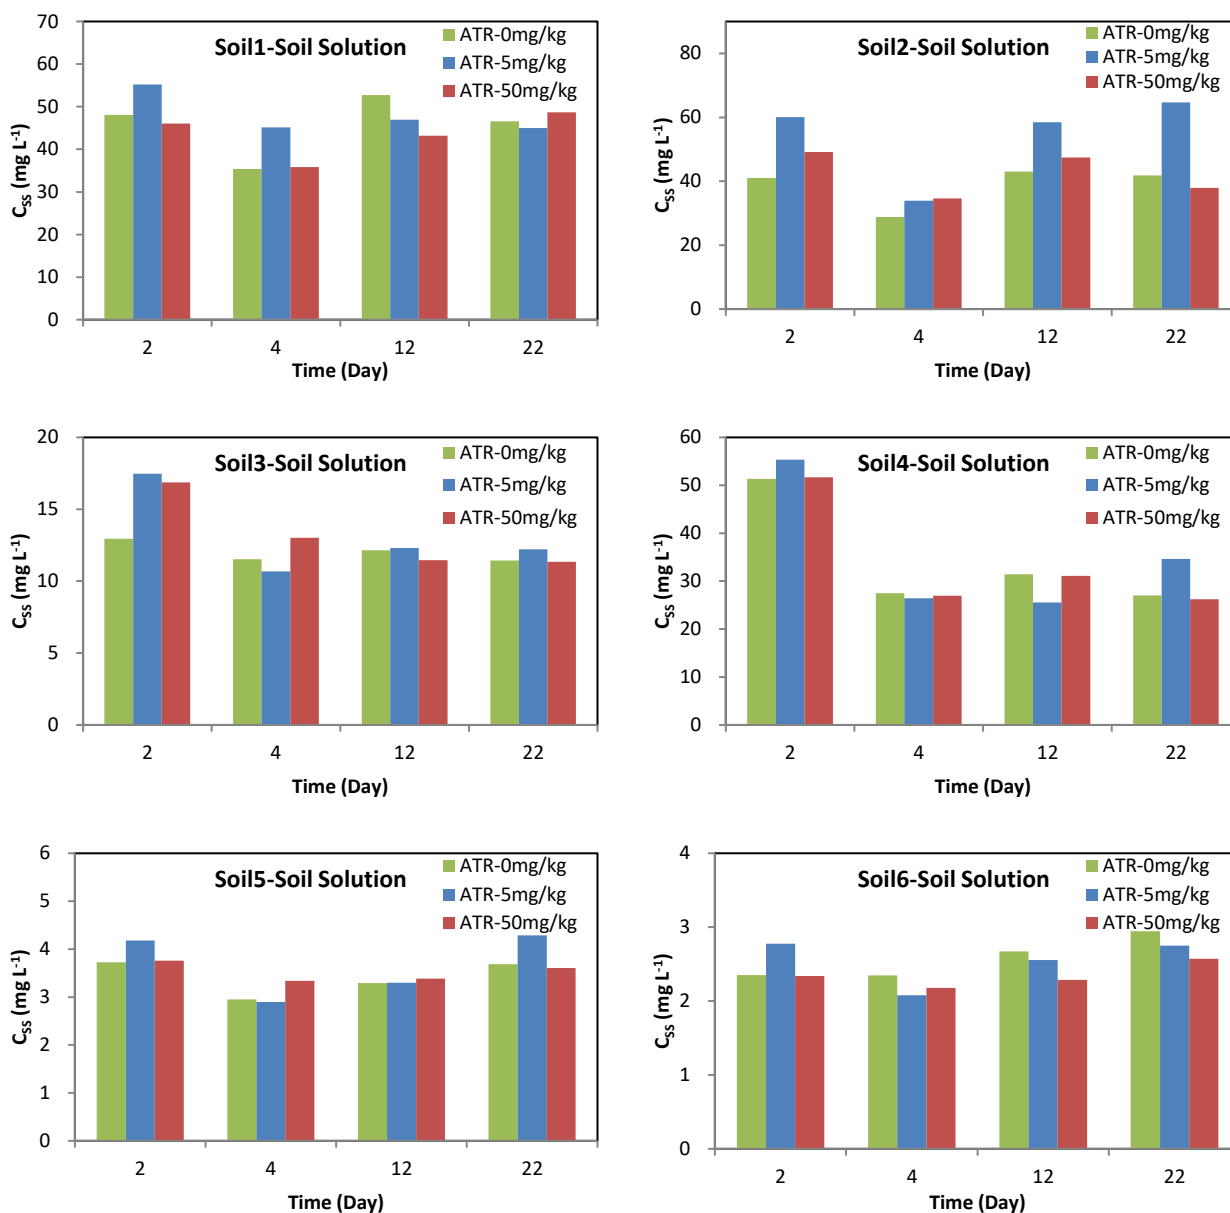 Soil1-Soil Solution
ATR-0mg/kg
ATR-5mg/kg
ATR-50mg/kg
C_SS (mg L⁻¹)
70
60
50
40
30
20
10
0
2 4 12 22
Time (Day)
Soil2-Soil Solution
ATR-0mg/kg
ATR-5mg/kg
ATR-50mg/kg
C_SS (mg L⁻¹)
80
60
40
20
0
2 4 12 22
Time (Day)
Soil3-Soil Solution
ATR-0mg/kg
ATR-5mg/kg
ATR-50mg/kg
C_SS (mg L⁻¹)
20
15
10
5
0
2 4 12 22
Time (Day)
Soil4-Soil Solution
ATR-0mg/kg
ATR-5mg/kg
ATR-50mg/kg
C_SS (mg L⁻¹)
60
50
40
30
20
10
0
2 4 12 22
Time (Day)
Soil5-Soil Solution
ATR-0mg/kg
ATR-5mg/kg
ATR-50mg/kg
C_SS (mg L⁻¹)
6
5
4
3
2
1
0
2 4 12 22
Time (Day)
Soil6-Soil Solution
ATR-0mg/kg
ATR-5mg/kg
ATR-50mg/kg
C_SS (mg L⁻¹)
4
3
2
1
0
2 4 12 22
Time (Day)